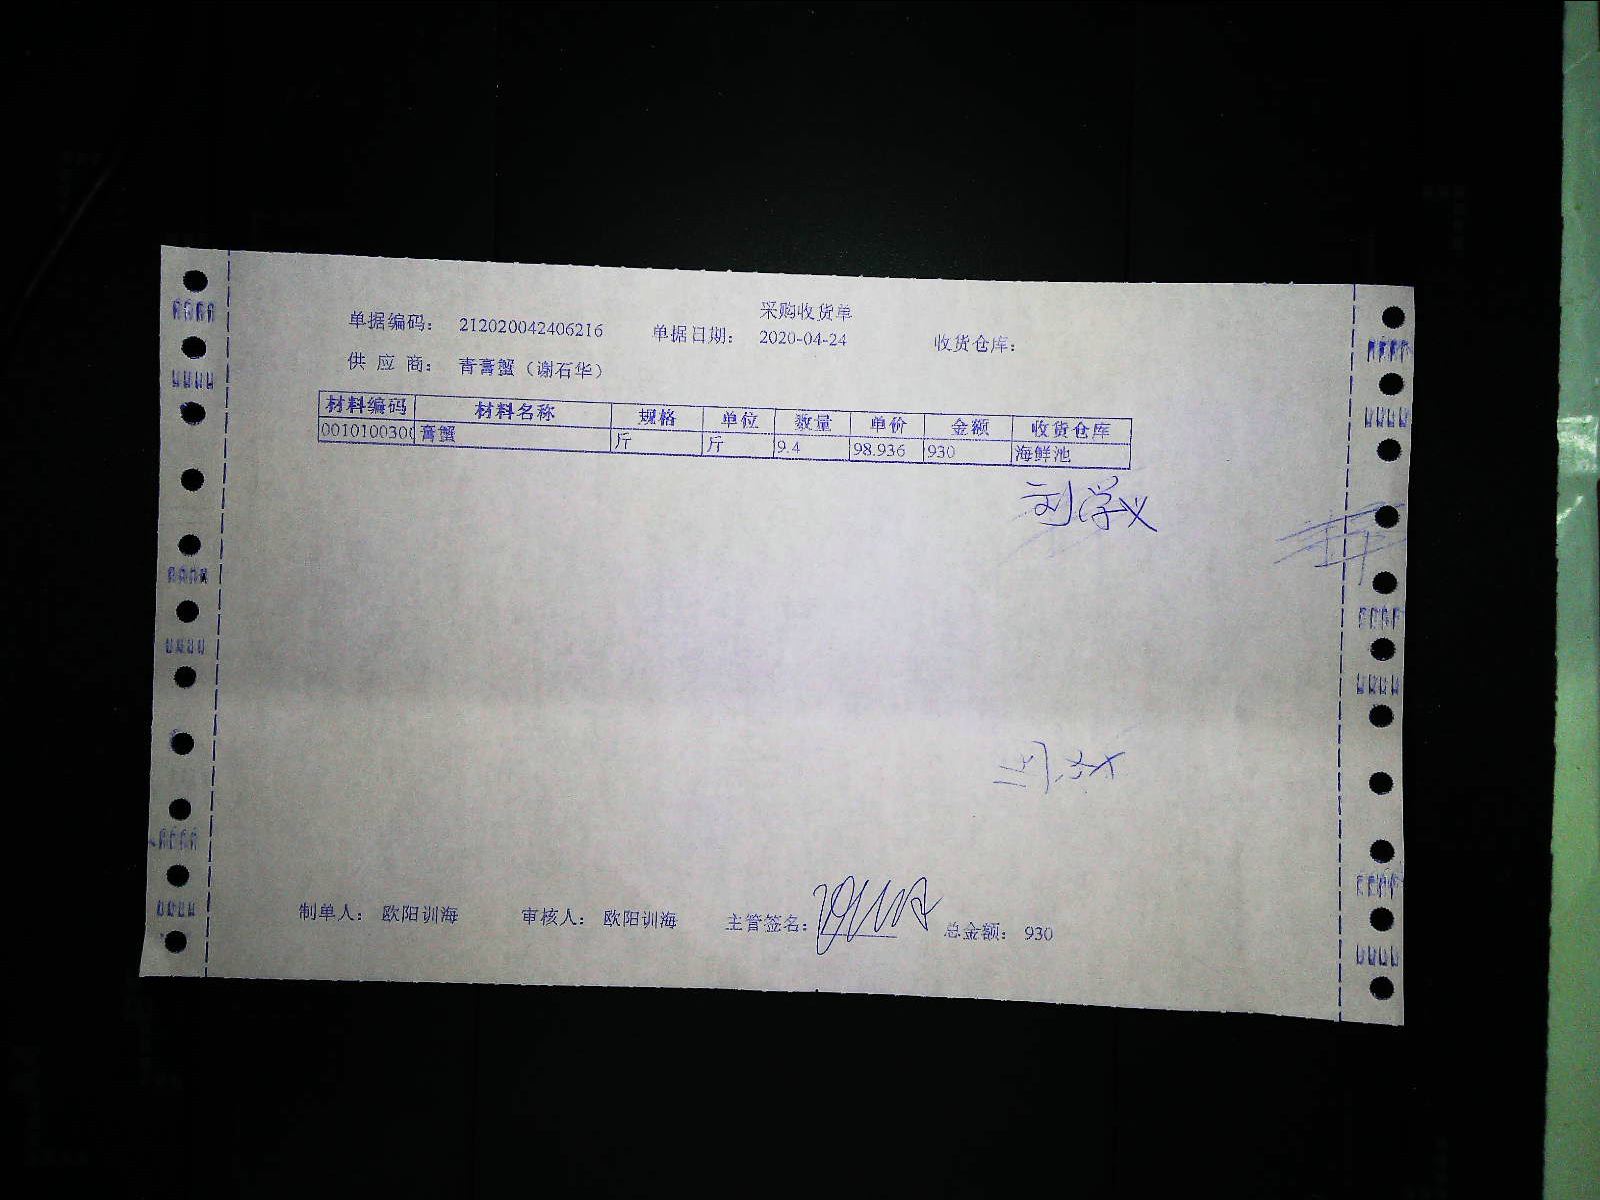 采购收货单
单据编码： 212020042406216 单据日期： 2020-04-24 收货仓库：
供 应 商： 青膏蟹（谢石华）
材料编码 材料名称 规格 单位 数量 单价 金额 收货仓库
0010100300 膏蟹 斤 斤 9.4 98.936 930 海鲜池
刘学义
制单人： 欧阳训海 审核人： 欧阳训海 主管签名： 总金额： 930